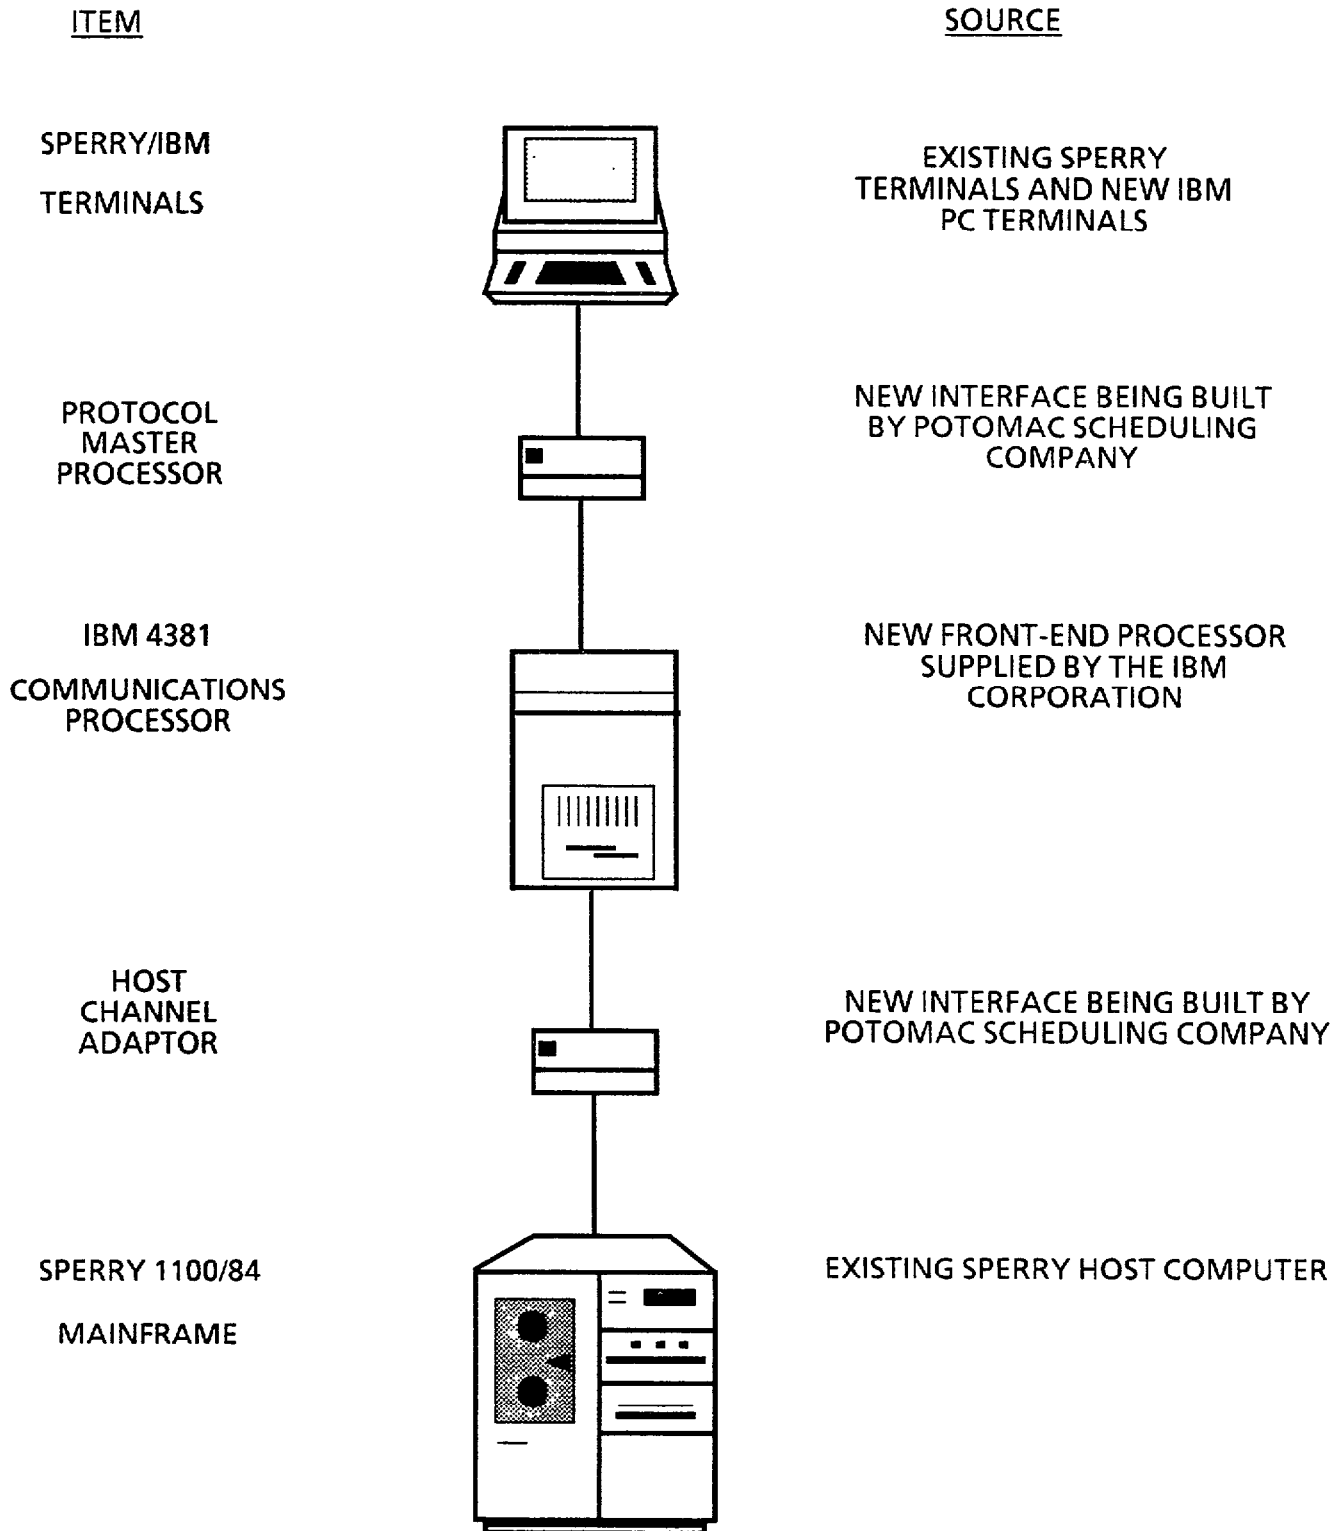 ITEM
SOURCE
SPERRY/IBM
TERMINALS
EXISTING SPERRY
TERMINALS AND NEW IBM
PC TERMINALS
PROTOCOL
MASTER
PROCESSOR
NEW INTERFACE BEING BUILT
BY POTOMAC SCHEDULING
COMPANY
IBM 4381
COMMUNICATIONS
PROCESSOR
NEW FRONT-END PROCESSOR
SUPPLIED BY THE IBM
CORPORATION
HOST
CHANNEL
ADAPTOR
NEW INTERFACE BEING BUILT BY
POTOMAC SCHEDULING COMPANY
SPERRY 1100/84
MAINFRAME
EXISTING SPERRY HOST COMPUTER